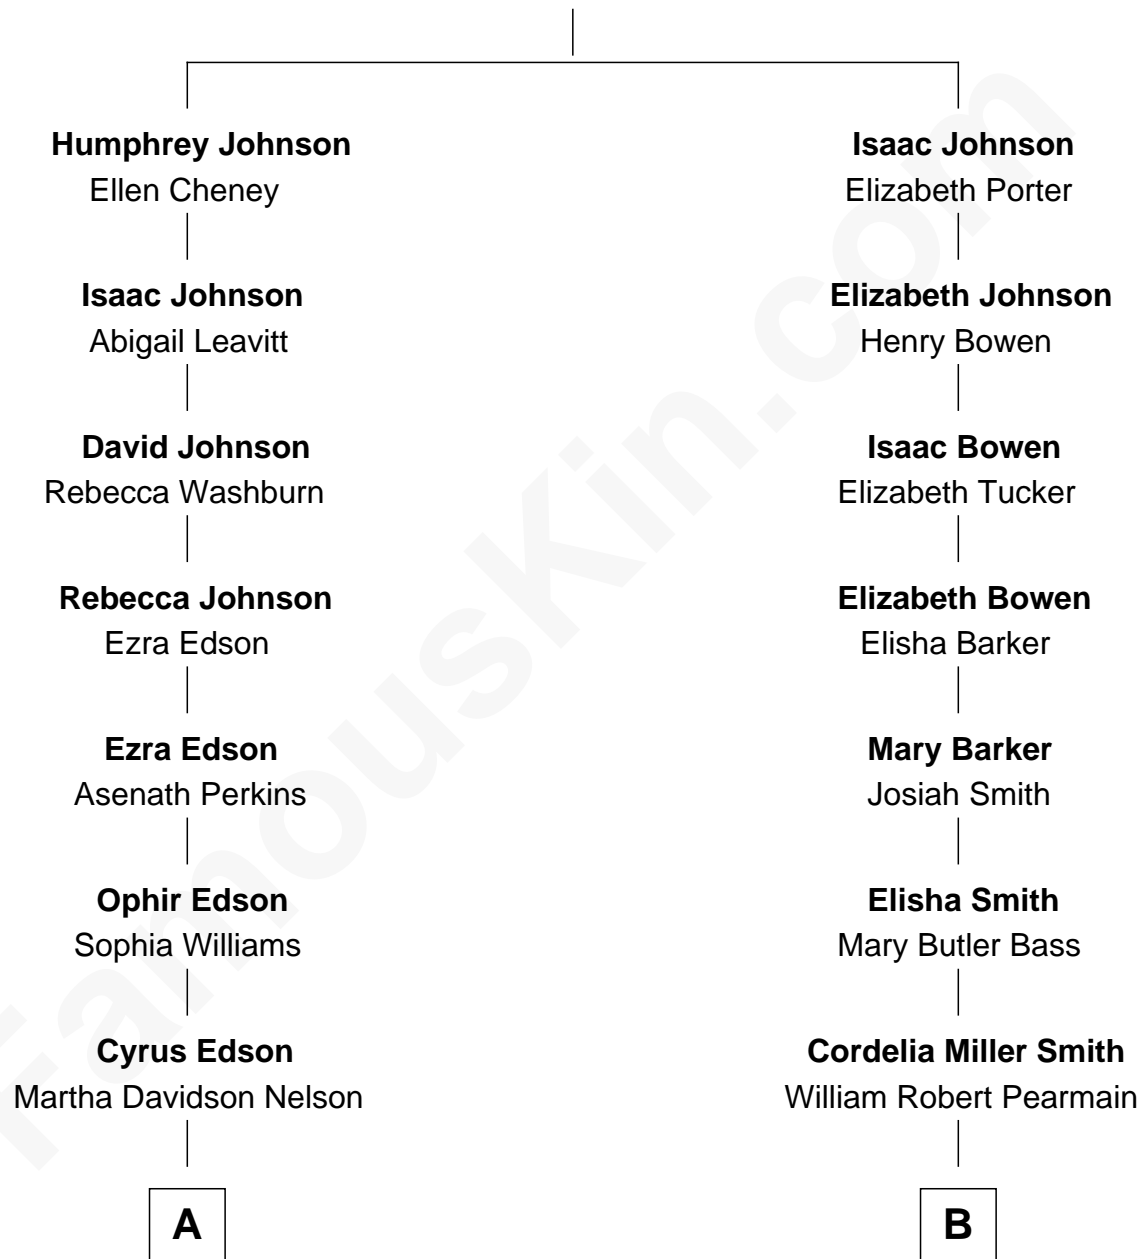 Humphrey Johnson
Ellen Cheney
Isaac Johnson
Abigail Leavitt
David Johnson
Rebecca Washburn
Rebecca Johnson
Ezra Edson
Ezra Edson
Asenath Perkins
Ophir Edson
Sophia Williams
Cyrus Edson
Martha Davidson Nelson
A
Isaac Johnson
Elizabeth Porter
Elizabeth Johnson
Henry Bowen
Isaac Bowen
Elizabeth Tucker
Elizabeth Bowen
Elisha Barker
Mary Barker
Josiah Smith
Elisha Smith
Mary Butler Bass
Cordelia Miller Smith
William Robert Pearmain
B
FamousKin.com